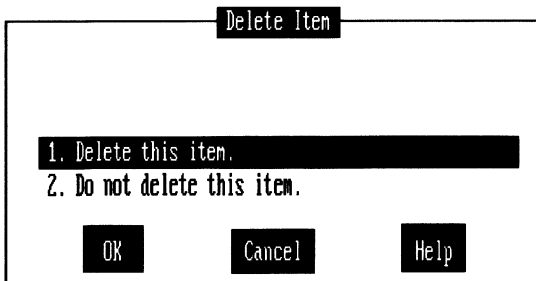 Delete Item
1. Delete this item.
2. Do not delete this item.
OK Cancel Help